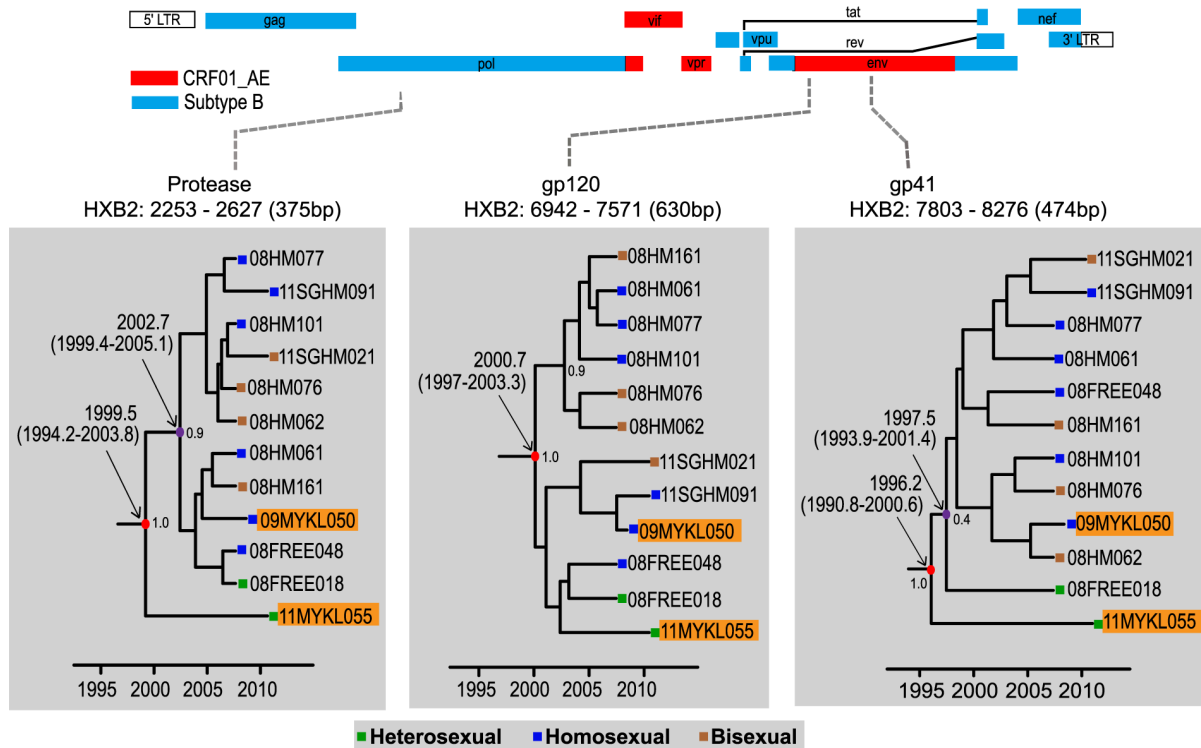 5' LTR
gag
vif
tat
nef
vpu
rev
3' LTR
pol
vpr
env
CRF01_AE
Subtype B
Protease
HXB2: 2253 - 2627 (375bp)
gp120
HXB2: 6942 - 7571 (630bp)
gp41
HXB2: 7803 - 8276 (474bp)
08HM077
11SGHM091
08HM101
11SGHM021
08HM076
08HM062
08HM061
08HM161
09MYKL050
08FREE048
08FREE018
11MYKL055
2002.7
(1999.4-2005.1)
0.9
1999.5
(1994.2-2003.8)
1.0
1995 2000 2005 2010
08HM161
08HM061
08HM077
08HM101
08HM076
08HM062
11SGHM021
11SGHM091
09MYKL050
08FREE048
08FREE018
11MYKL055
2000.7
(1997-2003.3)
0.9
1.0
1995 2000 2005 2010
11SGHM021
11SGHM091
08HM077
08HM061
08FREE048
08HM161
08HM101
08HM076
09MYKL050
08HM062
08FREE018
11MYKL055
1997.5
(1993.9-2001.4)
0.4
1996.2
(1990.8-2000.6)
1.0
1995 2000 2005 2010
Heterosexual Homosexual Bisexual